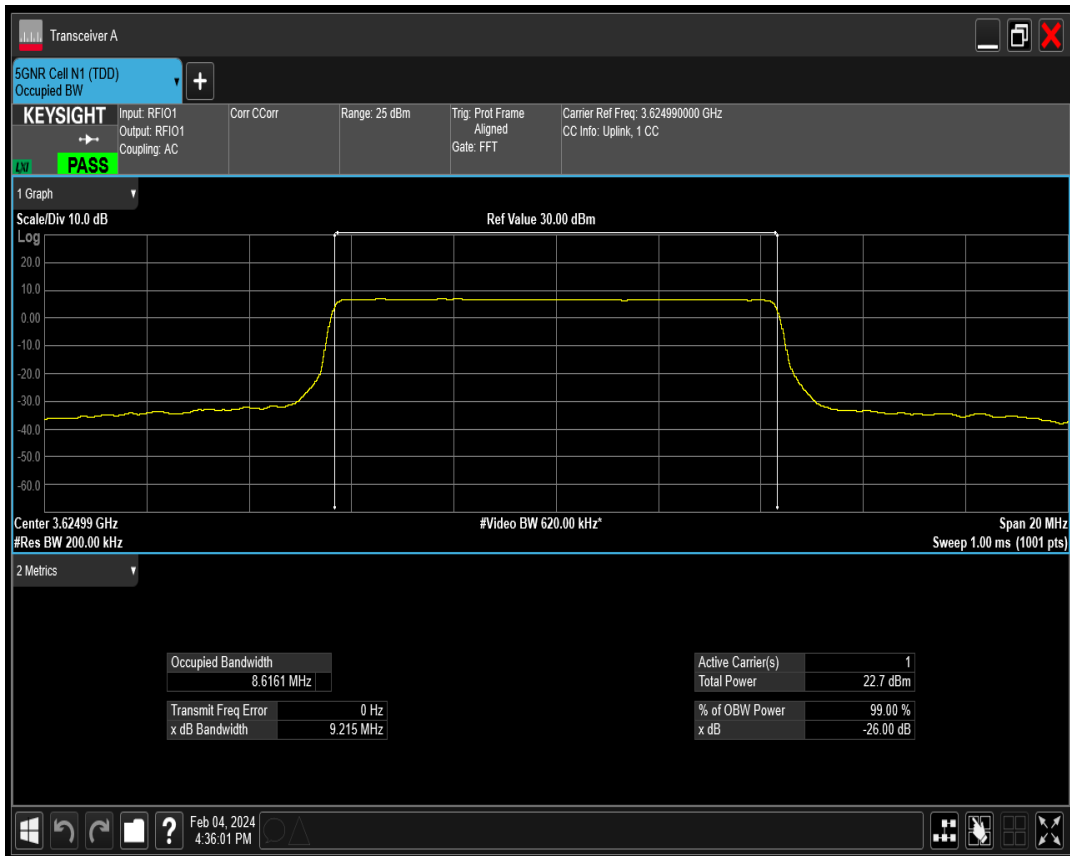 Transceiver A
5GNR Cell N1 (TDD)
Occupied BW
+
KEYSIGHT
LXI
PASS
Input: RFIO1
Output: RFIO1
Coupling: AC
Corr CCorr
Range: 25 dBm
Trig: Prot Frame
Aligned
Gate: FFT
Carrier Ref Freq: 3.624990000 GHz
CC Info: Uplink, 1 CC
1 Graph
Scale/Div 10.0 dB
Ref Value 30.00 dBm
Log
20.0
10.0
0.00
-10.0
-20.0
-30.0
-40.0
-50.0
-60.0
Center 3.62499 GHz
#Video BW 620.00 kHz*
Span 20 MHz
#Res BW 200.00 kHz
Sweep 1.00 ms (1001 pts)
2 Metrics
Occupied Bandwidth
8.6161 MHz
Transmit Freq Error 0 Hz
x dB Bandwidth 9.215 MHz
Active Carrier(s) 1
Total Power 22.7 dBm
% of OBW Power 99.00 %
x dB -26.00 dB
?
Feb 04, 2024
4:36:01 PM